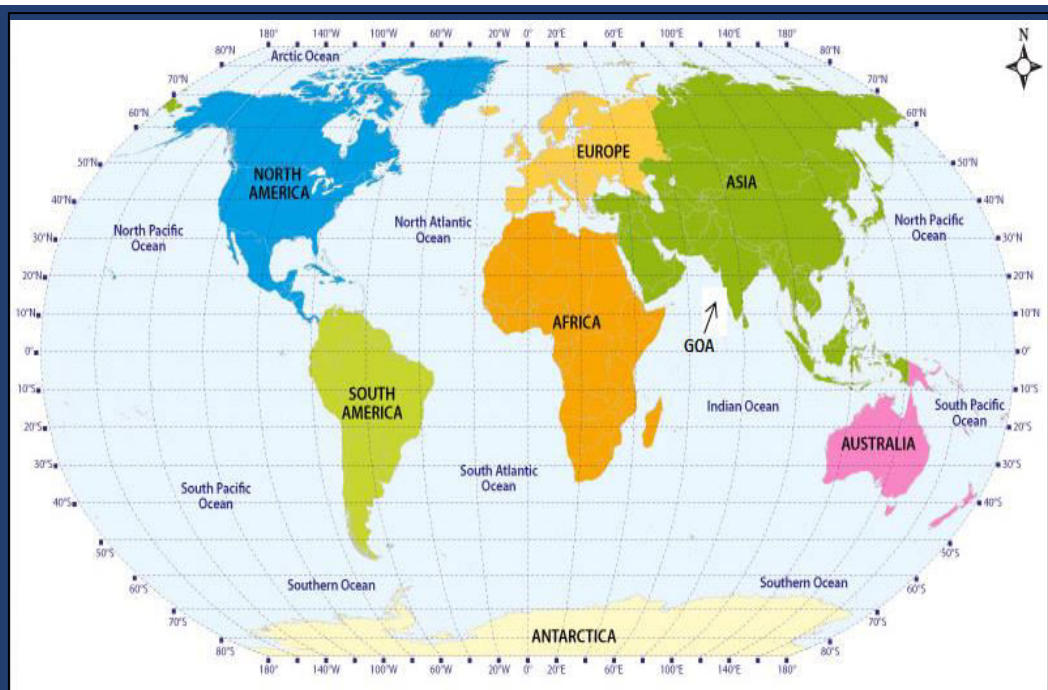 180° 140°W 100°W 60°W 20°W 0° 20°E 60°E 100°E 140°E 180°
N
80°N 80°N
Arctic Ocean
70°N 70°N
60°N 60°N
EUROPE
50°N 50°N
NORTH
AMERICA
ASIA
40°N 40°N
North Pacific
Ocean
North Atlantic
Ocean
North Pacific
Ocean
30°N 30°N
20°N 20°N
10°N 10°N
AFRICA
GOA
0° 0°
10°S 10°S
SOUTH
AMERICA
Indian Ocean
South Pacific
Ocean
20°S 20°S
AUSTRALIA
30°S 30°S
South Atlantic
Ocean
South Pacific
Ocean
40°S 40°S
50°S 50°S
Southern Ocean Southern Ocean
60°S 60°S
70°S 70°S
ANTARCTICA
80°S 80°S
180° 140°W 100°W 60°W 20°W 0° 20°E 60°E 100°E 140°E 180°